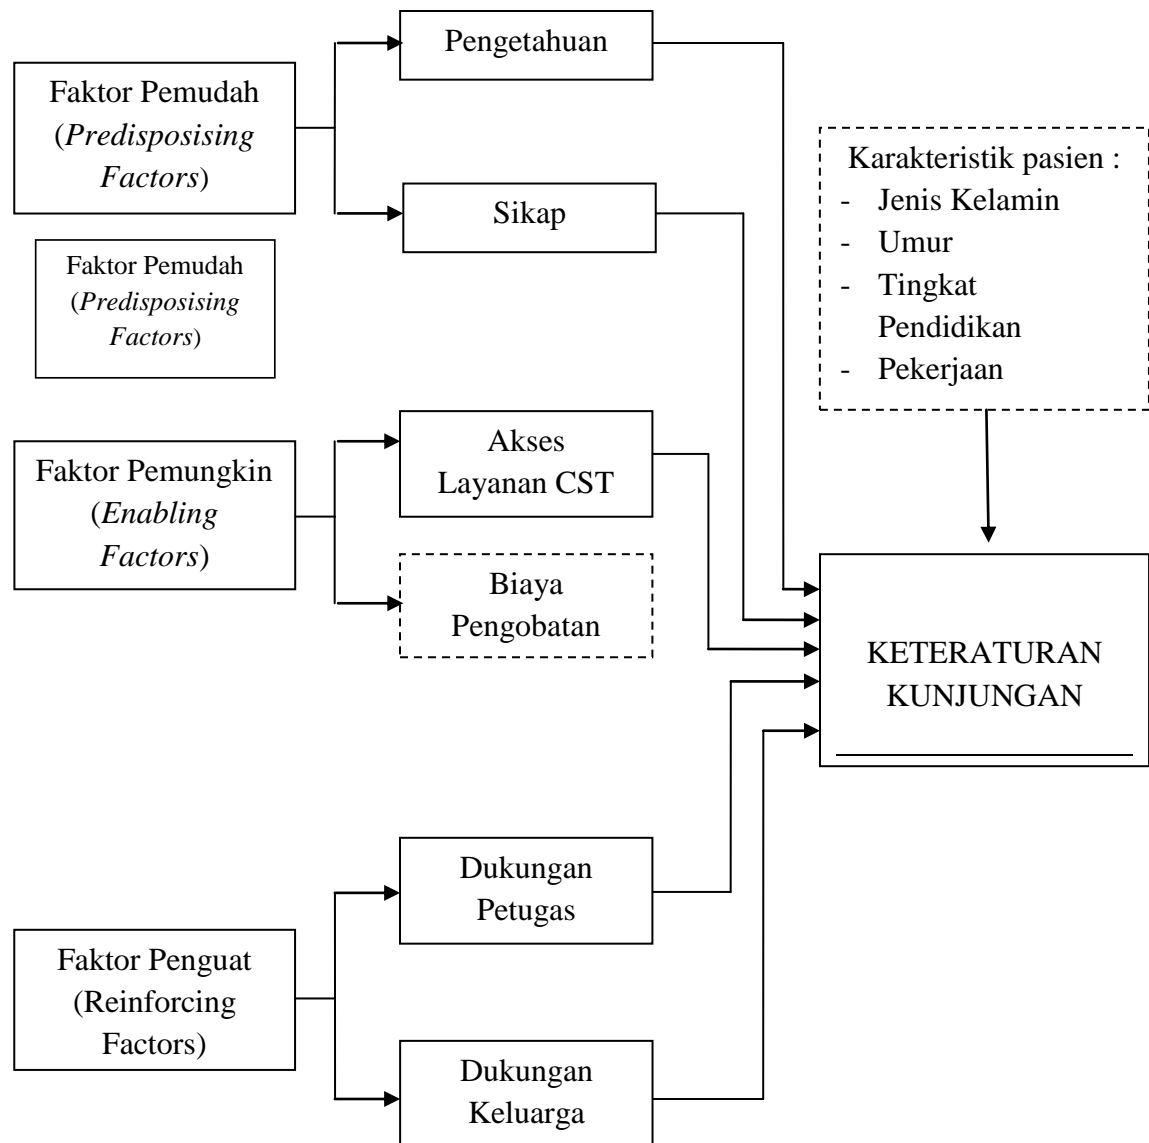 Pengetahuan
Faktor Pemudah
(Predisposising
Factors)
Sikap
Faktor Pemudah
(Predisposising
Factors)
Karakteristik pasien :
- Jenis Kelamin
- Umur
- Tingkat
Pendidikan
- Pekerjaan
Akses
Layanan CST
Faktor Pemungkin
(Enabling
Factors)
Biaya
Pengobatan
KETERATURAN
KUNJUNGAN
Dukungan
Petugas
Faktor Penguat
(Reinforcing
Factors)
Dukungan
Keluarga